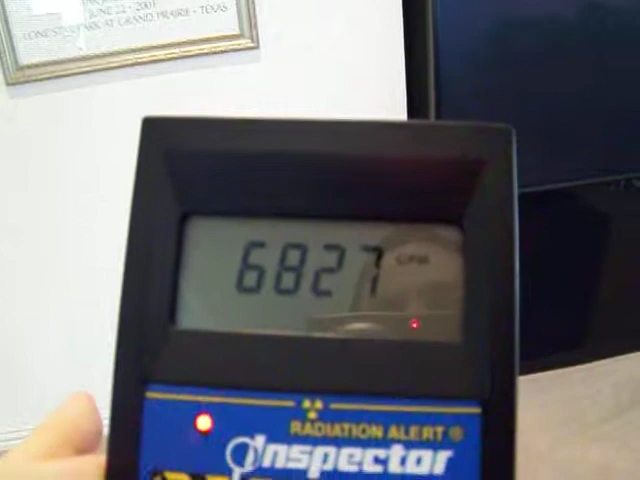 JUNE 22 - 2001
LONE STAR PARK AT GRAND PRAIRIE - TEXAS
6827 CPM
RADIATION ALERT ®
Inspector